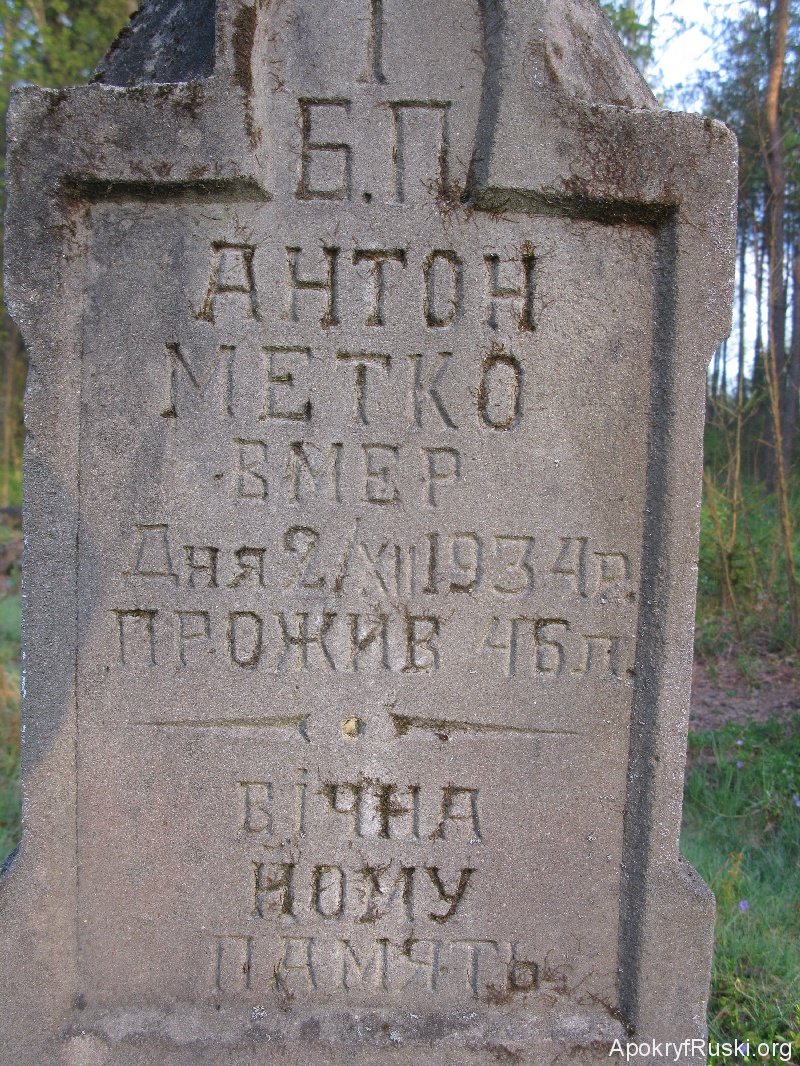 Т
Б.П
АНТОН
МЕТКО
ВМЕР
Дня 2/XII 1934 р.
ПРОЖИВ 46 л.
ВІЧНА
ЙОМУ
ПАМЯТЬ
ApokryfRuski.org